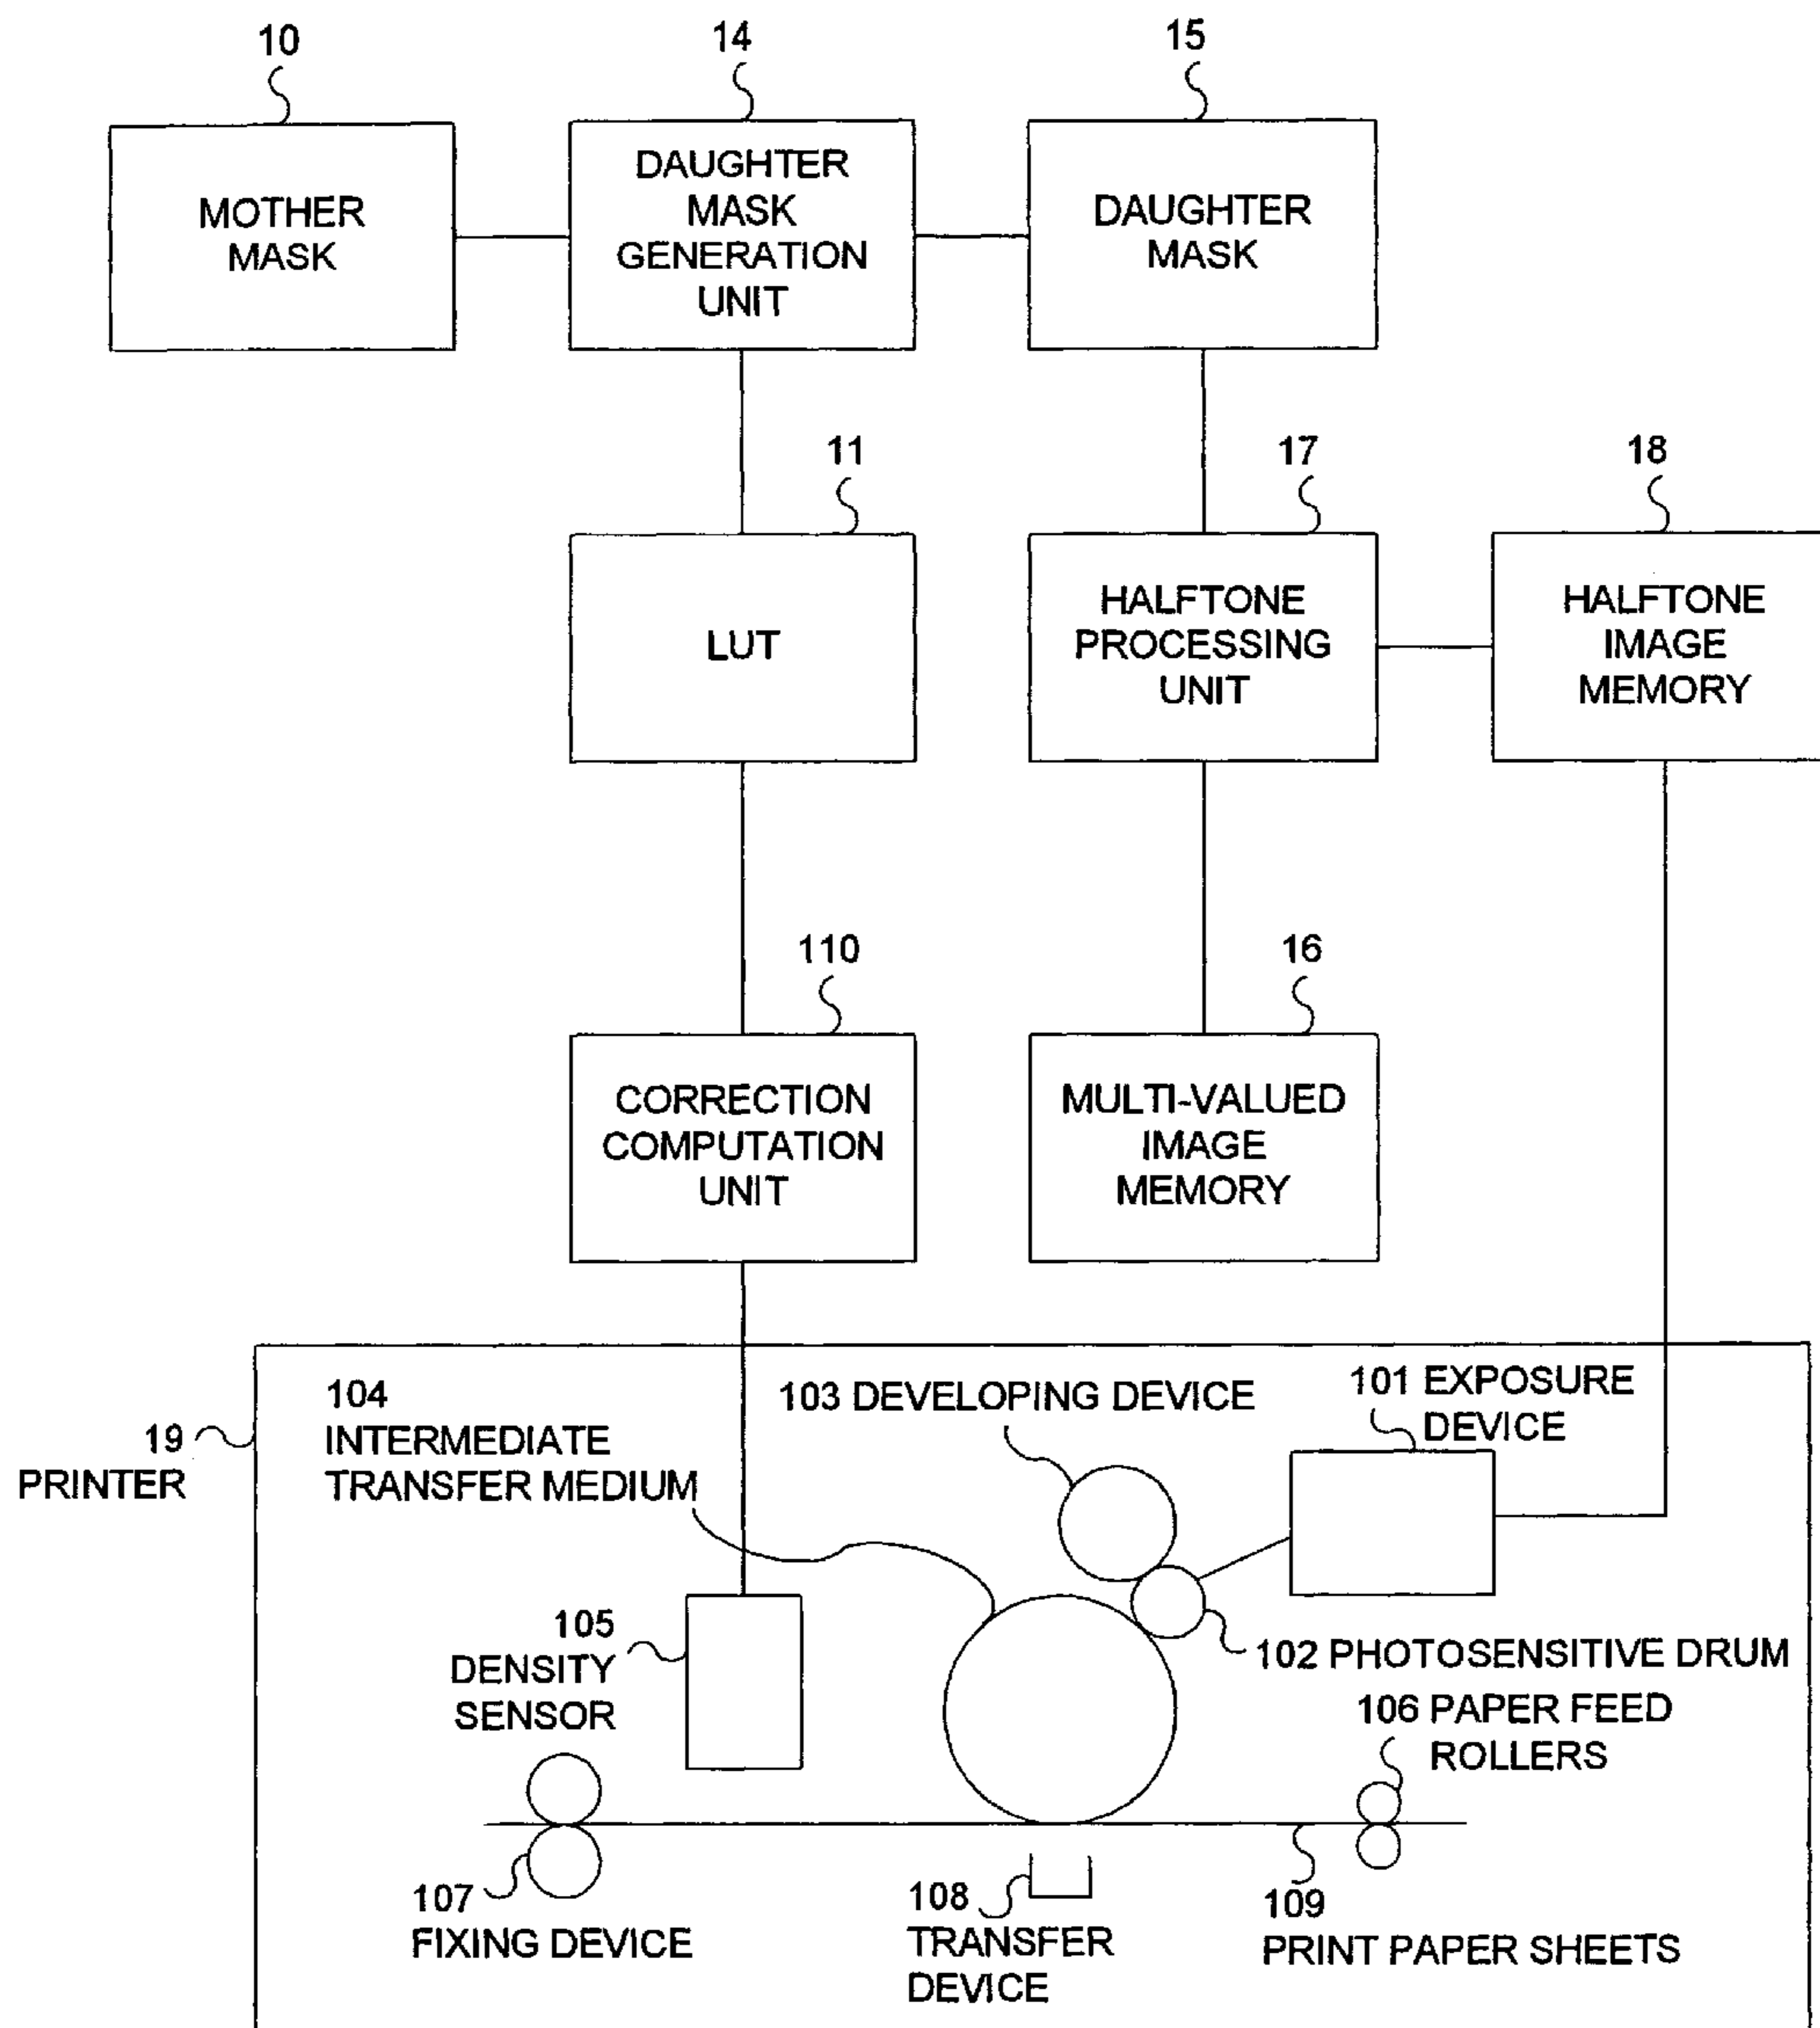 10
14
15
MOTHER
MASK
DAUGHTER
MASK
GENERATION
UNIT
DAUGHTER
MASK
11
17
18
LUT
HALFTONE
PROCESSING
UNIT
HALFTONE
IMAGE
MEMORY
110
16
CORRECTION
COMPUTATION
UNIT
MULTI-VALUED
IMAGE
MEMORY
19
PRINTER
104
INTERMEDIATE
TRANSFER MEDIUM
103 DEVELOPING DEVICE
101 EXPOSURE
DEVICE
105
DENSITY
SENSOR
102 PHOTOSENSITIVE DRUM
106 PAPER FEED
ROLLERS
107
FIXING DEVICE
108
TRANSFER
DEVICE
109
PRINT PAPER SHEETS